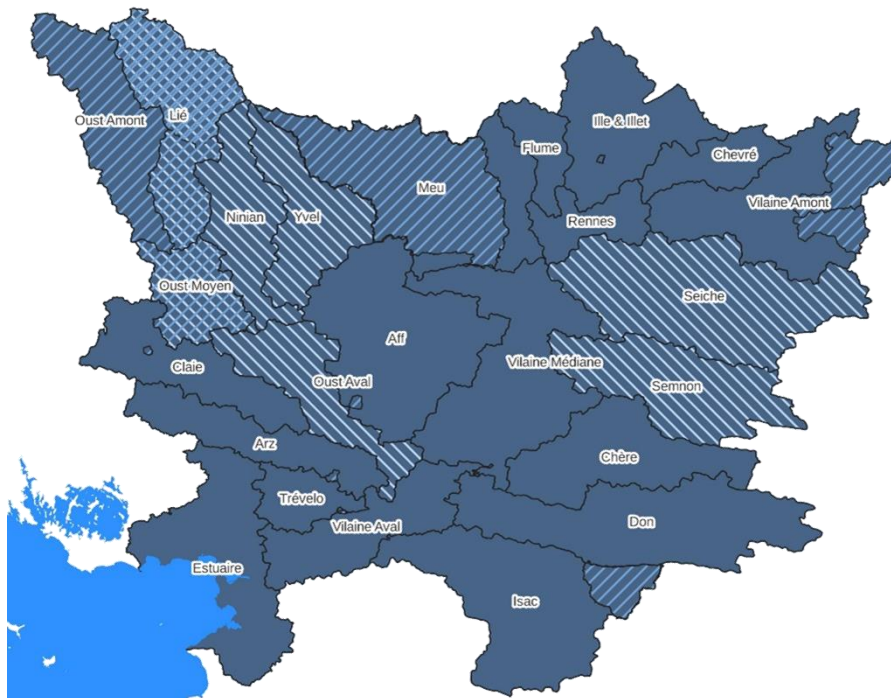 Oust Amont
Lié
Ille & Illet
Flume
Chevré
Meu
Vilaine Amont
Ninian
Yvel
Rennes
Oust Moyen
Seiche
Aff
Claie
Vilaine Médiane
Oust Aval
Semnon
Arz
Chère
Trévelo
Vilaine Aval
Don
Estuaire
Isac